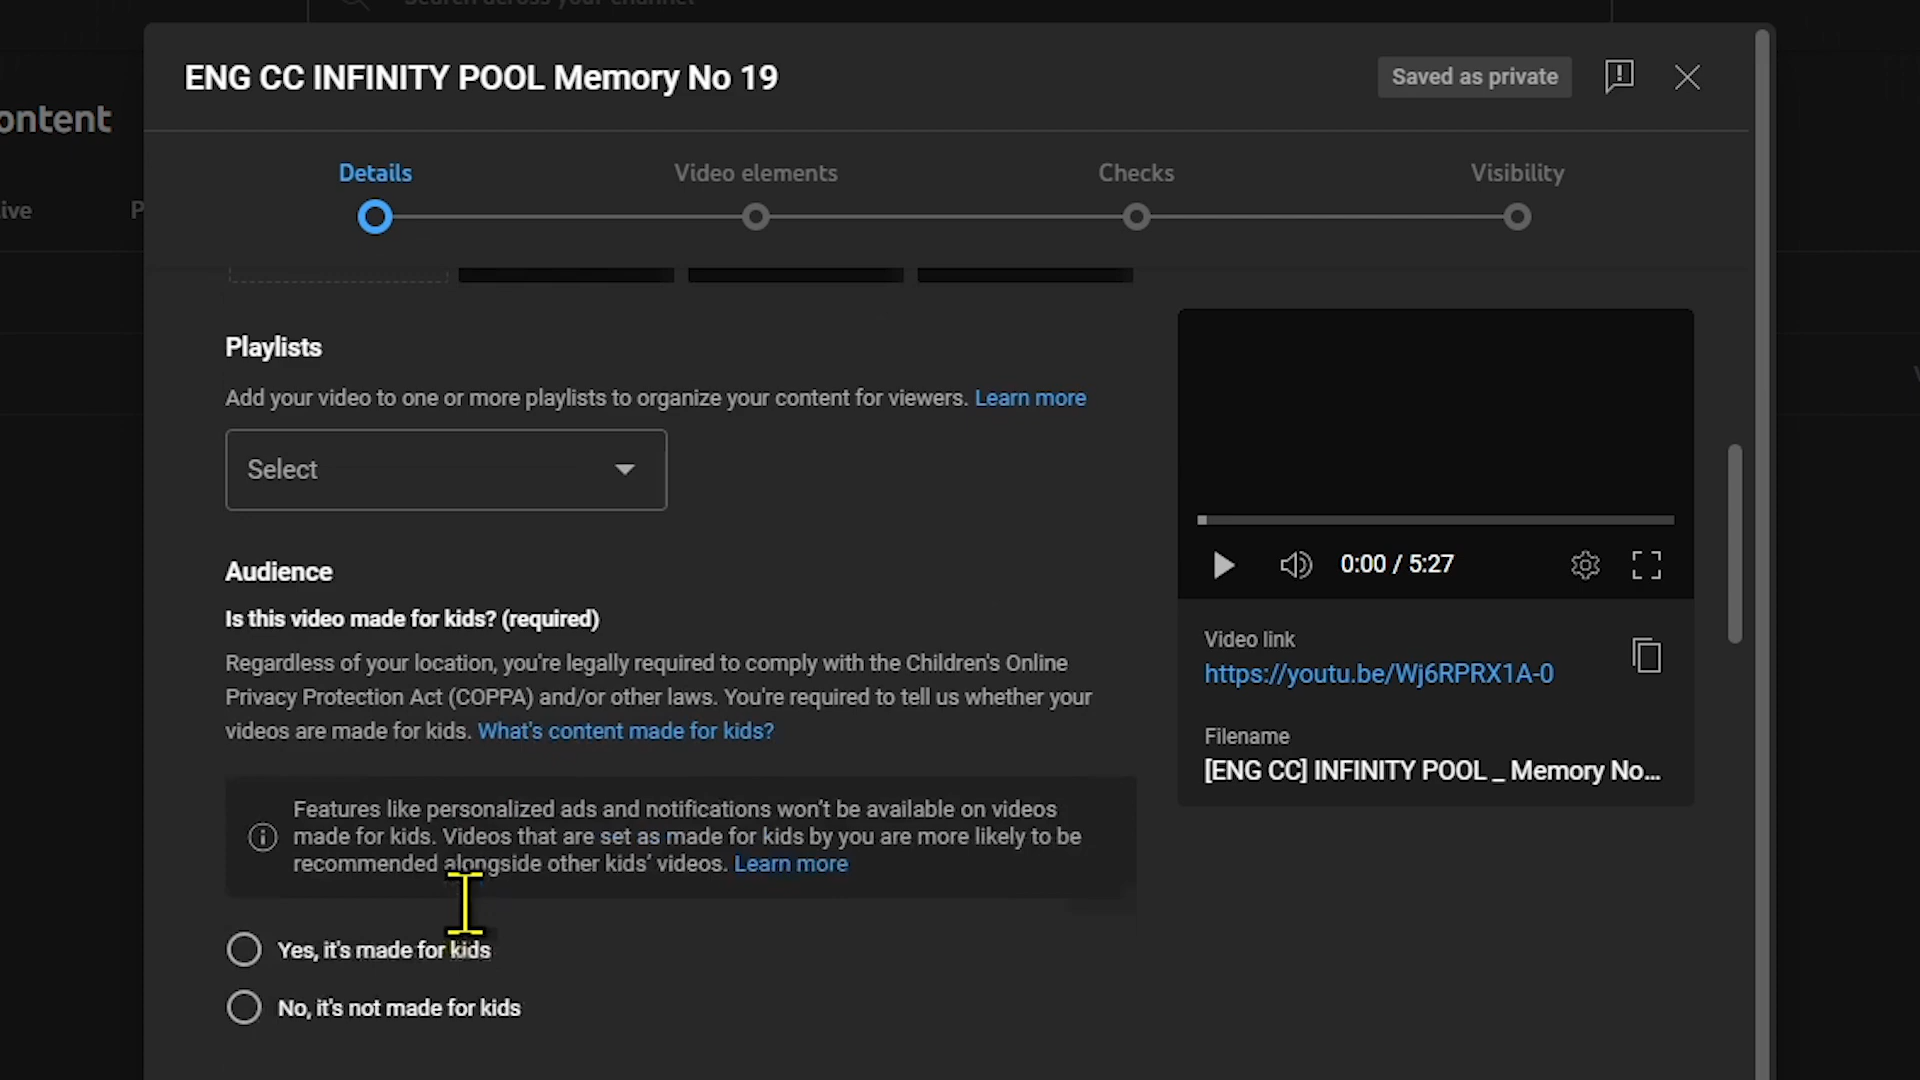 Search across your channel
ENG CC INFINITY POOL Memory No 19
Saved as private
ontent
Details
Video elements
Checks
Visibility
ive
P
Playlists
Add your video to one or more playlists to organize your content for viewers. Learn more
Select
Audience
Is this video made for kids? (required)
Regardless of your location, you're legally required to comply with the Children's Online
Privacy Protection Act (COPPA) and/or other laws. You're required to tell us whether your
videos are made for kids. What's content made for kids?
Features like personalized ads and notifications won't be available on videos
made for kids. Videos that are set as made for kids by you are more likely to be
recommended alongside other kids' videos. Learn more
Yes, it's made for kids
No, it's not made for kids
0:00 / 5:27
Video link
https://youtu.be/Wj6RPRX1A-0
Filename
[ENG CC] INFINITY POOL _ Memory No...